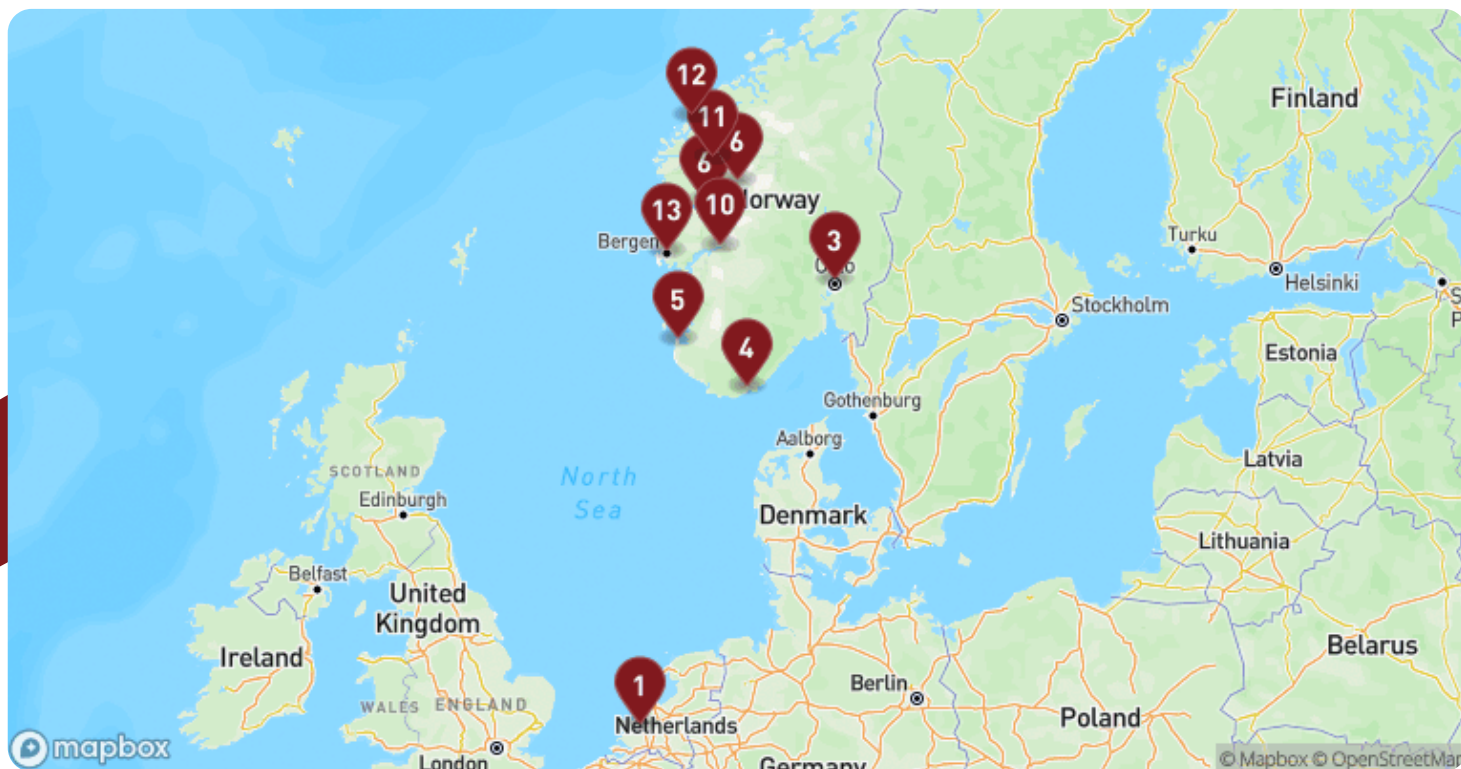 12
11
6
6
Norway
10
13
Bergen
3
Oslo
5
4
Finland
Turku
Helsinki
Stockholm
S
P
Estonia
Gothenburg
Aalborg
Latvia
SCOTLAND
Edinburgh
North
Sea
Denmark
Lithuania
Belfast
United
Kingdom
Ireland
Belarus
1
Berlin
WALES
ENGLAND
Netherlands
Poland
mapbox
London
Germany
© Mapbox © OpenStreetMap